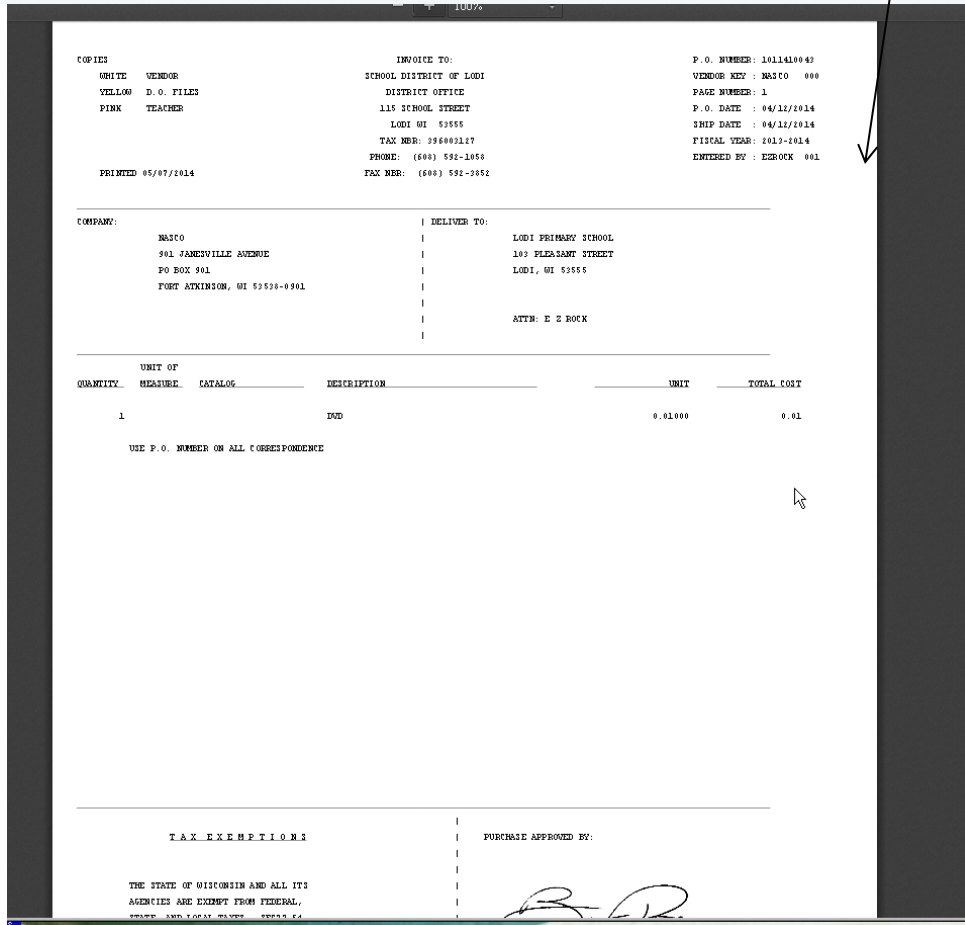 100%
COPIES INVOICE TO: P.O. NUMBER: 1011410043
WHITE VENDOR SCHOOL DISTRICT OF LODI VENDOR KEY : NASCO 000
YELLOW D.O. FILES DISTRICT OFFICE PAGE NUMBER: 1
PINK TEACHER 115 SCHOOL STREET P.O. DATE : 04/12/2014
LODI WI 53555 SHIP DATE : 04/12/2014
TAX NBR: 396003127 FISCAL YEAR: 2013-2014
PHONE: (608) 592-1058 ENTERED BY : EZROCK 001
PRINTED 05/07/2014 FAX NBR: (608) 592-3852
COMPANY: | DELIVER TO:
NASCO | LODI PRIMARY SCHOOL
901 JANESVILLE AVENUE | 103 PLEASANT STREET
PO BOX 901 | LODI, WI 53555
FORT ATKINSON, WI 53538-0901 |
ATTN: E Z ROCK
UNIT OF
QUANTITY MEASURE CATALOG DESCRIPTION UNIT TOTAL COST
1 DVD 0.01000 0.01
USE P.O. NUMBER ON ALL CORRESPONDENCE
TAX EXEMPTIONS | PURCHASE APPROVED BY:
THE STATE OF WISCONSIN AND ALL ITS
AGENCIES ARE EXEMPT FROM FEDERAL,
STATE, AND LOCAL TAXES.